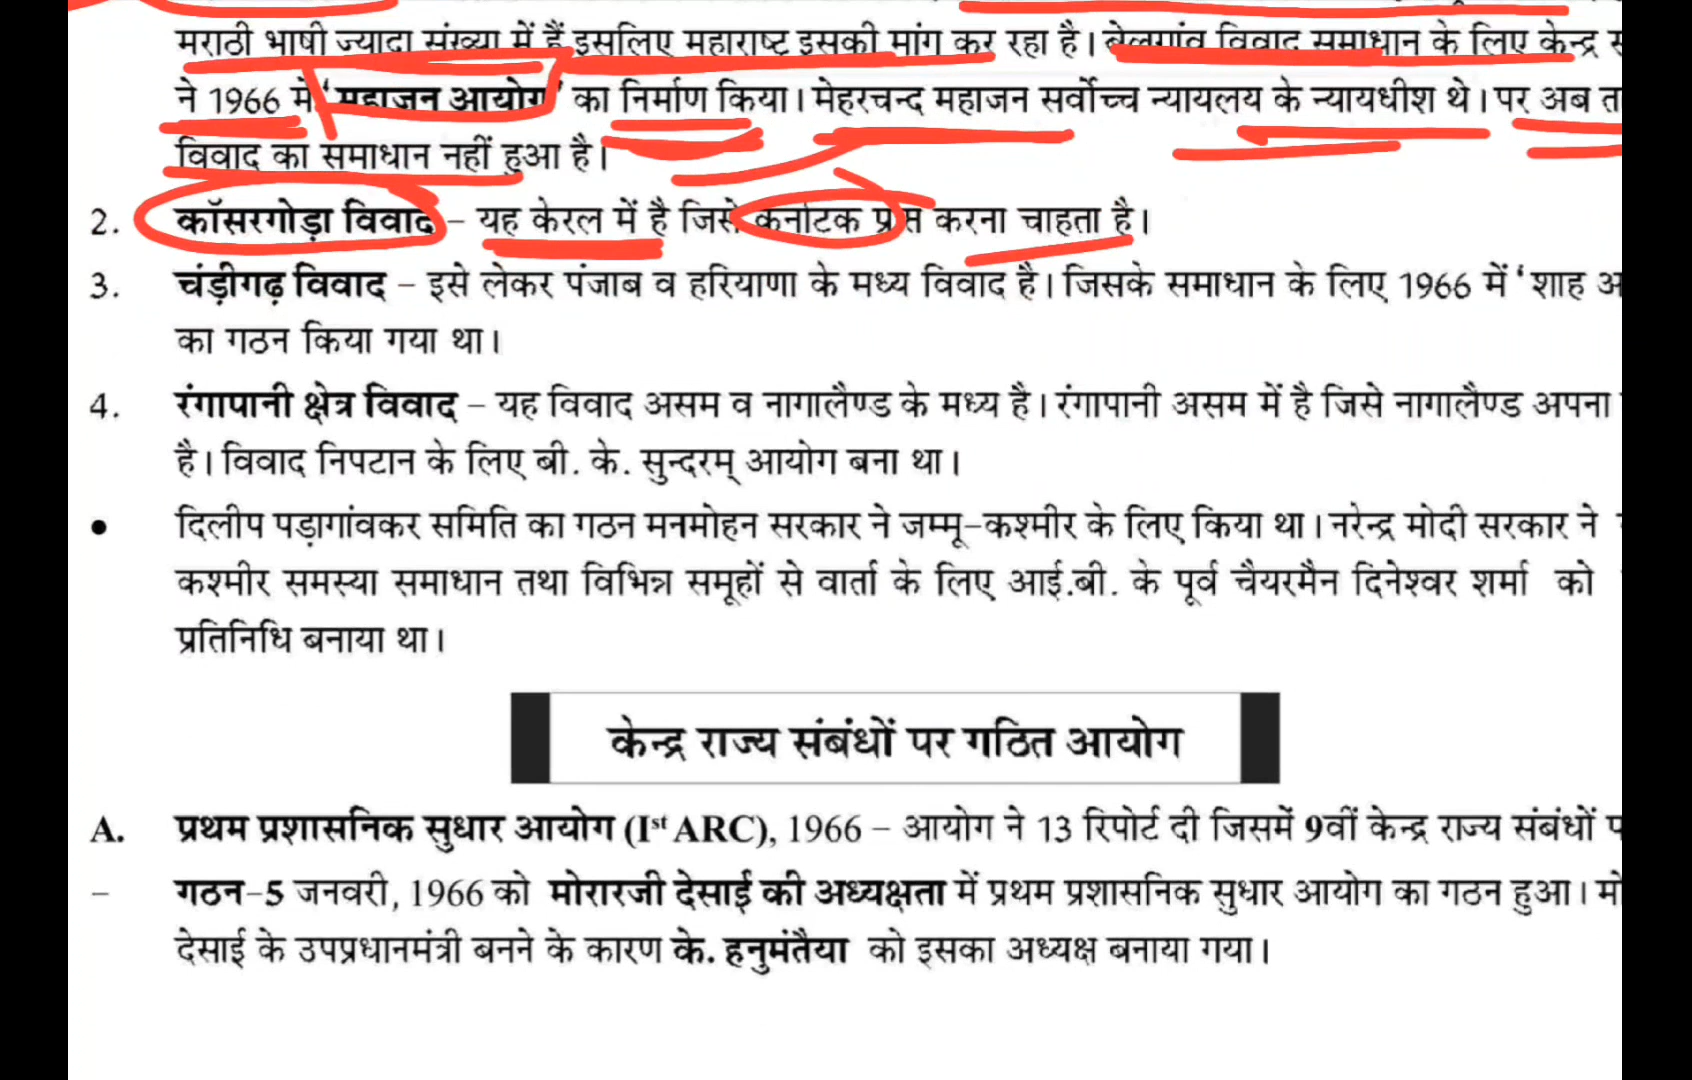 मराठी भाषी ज्यादा संख्या में हैं इसलिए महाराष्ट इसकी मांग कर रहा है। बेलगांव विवाद समाधान के लिए केन्द्र
ने 1966 में ‘महाजन आयोग’ का निर्माण किया। मेहरचन्द महाजन सर्वोच्च न्यायलय के न्यायधीश थे। पर अब
विवाद का समाधान नहीं हुआ है।
2. कॉसरगोड़ा विवाद – यह केरल में है जिसे कर्नाटक प्राप्त करना चाहता है।
3. चंड़ीगढ़ विवाद – इसे लेकर पंजाब व हरियाणा के मध्य विवाद है। जिसके समाधान के लिए 1966 में ‘शाह
का गठन किया गया था।
4. रंगापानी क्षेत्र विवाद – यह विवाद असम व नागालैण्ड के मध्य है। रंगापानी असम में है जिसे नागालैण्ड अपना
है। विवाद निपटान के लिए बी. के. सुन्दरम् आयोग बना था।
• दिलीप पड़ागांवकर समिति का गठन मनमोहन सरकार ने जम्मू–कश्मीर के लिए किया था। नरेन्द्र मोदी सरकार ने
कश्मीर समस्या समाधान तथा विभिन्न समूहों से वार्ता के लिए आई.बी. के पूर्व चैयरमैन दिनेश्वर शर्मा को
प्रतिनिधि बनाया था।
केन्द्र राज्य संबंधों पर गठित आयोग
A. प्रथम प्रशासनिक सुधार आयोग (Ist ARC), 1966 – आयोग ने 13 रिपोर्ट दी जिसमें 9वीं केन्द्र राज्य संबंधों
– गठन–5 जनवरी, 1966 को मोरारजी देसाई की अध्यक्षता में प्रथम प्रशासनिक सुधार आयोग का गठन हुआ।
देसाई के उपप्रधानमंत्री बनने के कारण के. हनुमंतैया को इसका अध्यक्ष बनाया गया।